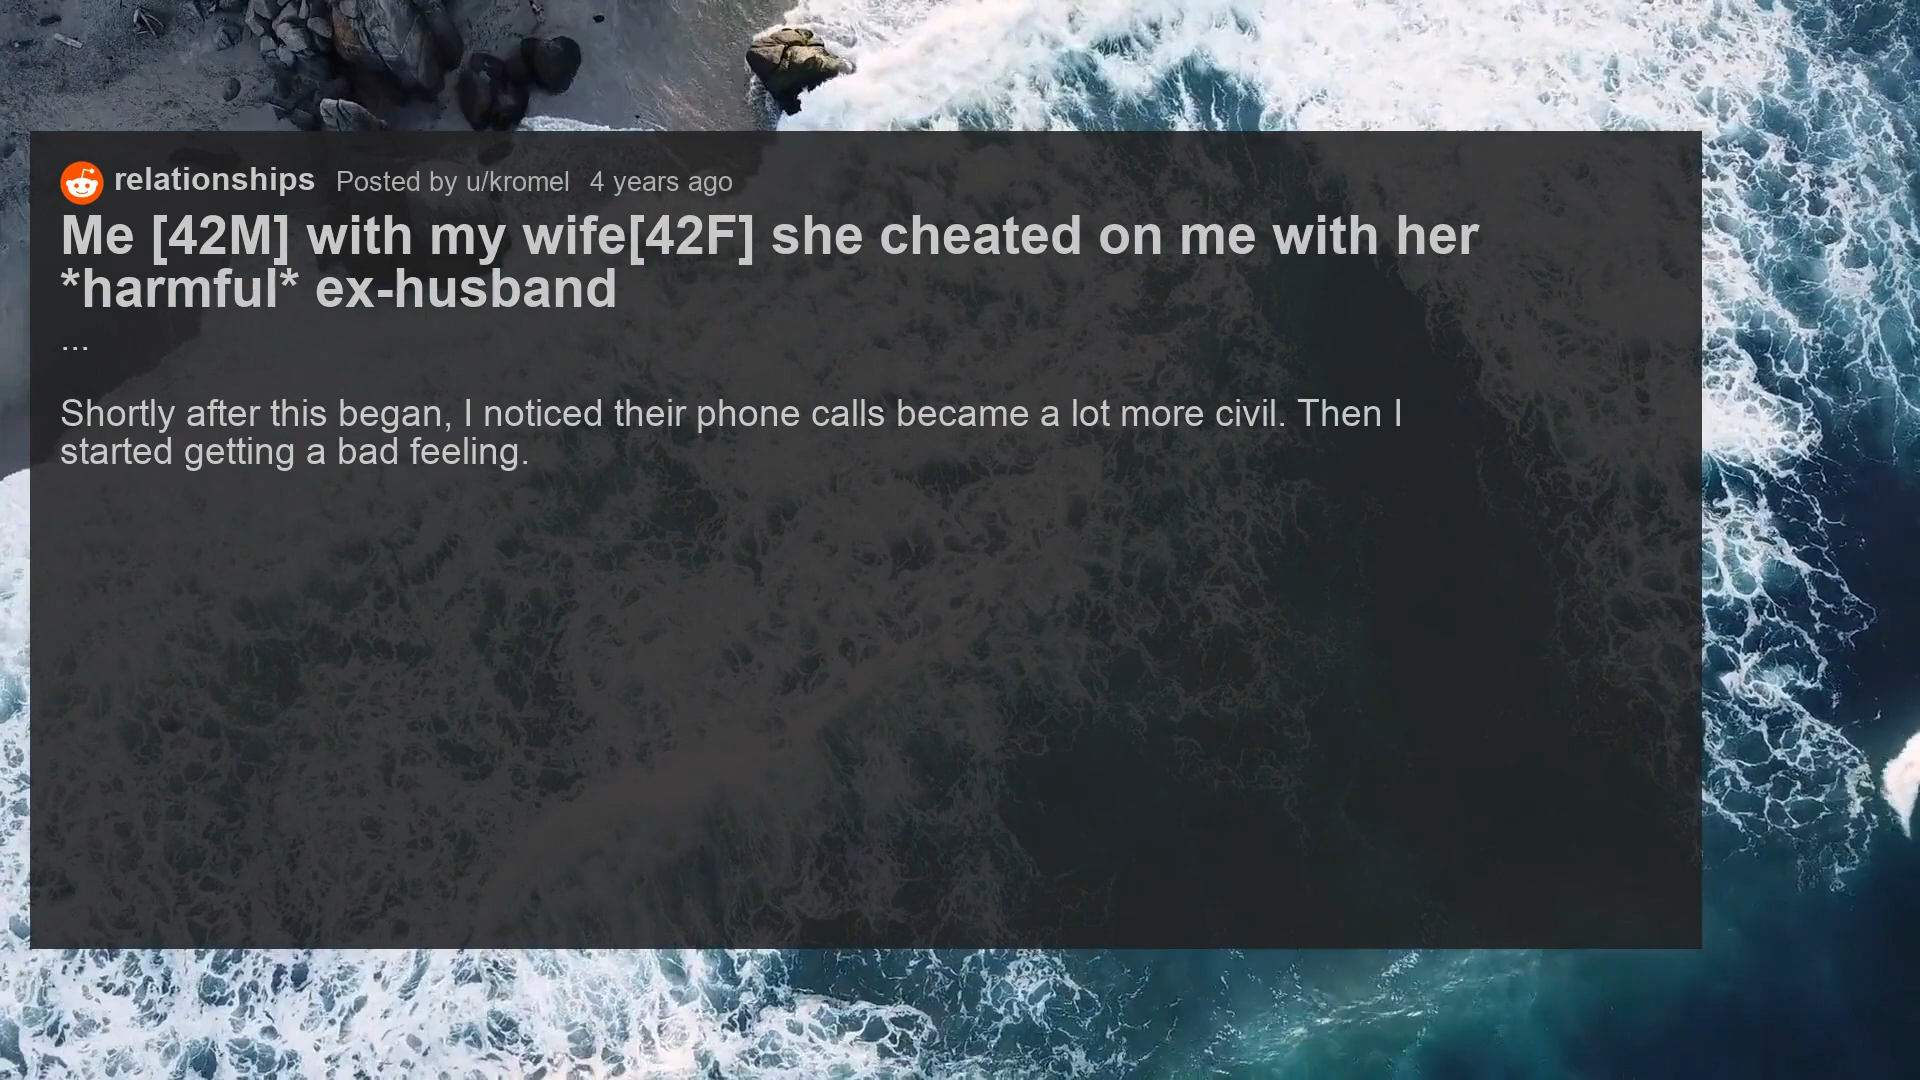 relationships Posted by u/kromel 4 years ago
Me [42M] with my wife[42F] she cheated on me with her
*harmful* ex-husband
...
Shortly after this began, I noticed their phone calls became a lot more civil. Then I
started getting a bad feeling.